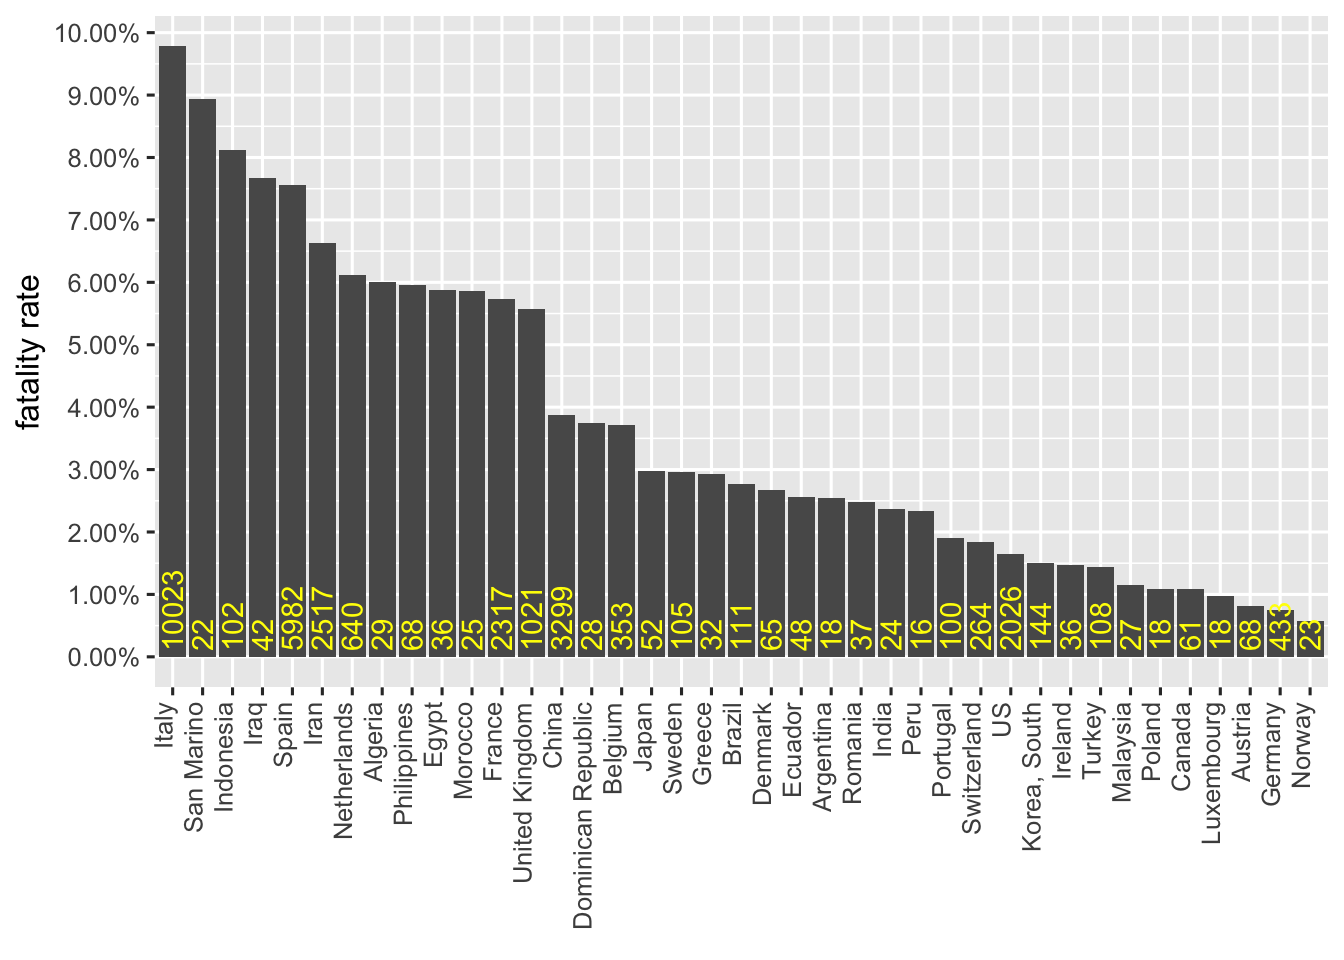 fatality rate
10.00%
9.00%
8.00%
7.00%
6.00%
5.00%
4.00%
3.00%
2.00%
1.00%
0.00%
10023
22
102
42
5982
2517
640
29
68
36
25
2317
1021
3299
28
353
52
105
32
111
65
48
18
37
24
16
100
264
2026
144
36
108
27
18
61
18
68
433
23
Italy
San Marino
Indonesia
Iraq
Spain
Iran
Netherlands
Algeria
Philippines
Egypt
Morocco
France
United Kingdom
China
Dominican Republic
Belgium
Japan
Sweden
Greece
Brazil
Denmark
Ecuador
Argentina
Romania
India
Peru
Portugal
Switzerland
US
Korea, South
Ireland
Turkey
Malaysia
Poland
Canada
Luxembourg
Austria
Germany
Norway